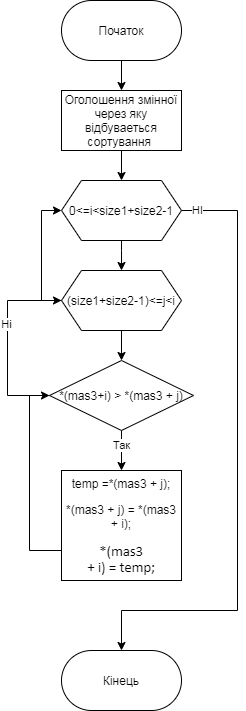 Початок
Оголошення змінної
через яку
відбуваеться
сортування
0<=i<size1+size2-1
НІ
(size1+size2-1)<=j<i
Ні
*(mas3+i) > *(mas3 + j)
Так
temp =*(mas3 + j);
*(mas3 + j) = *(mas3
+ i);
*(mas3
+ i) = temp;
Кінець